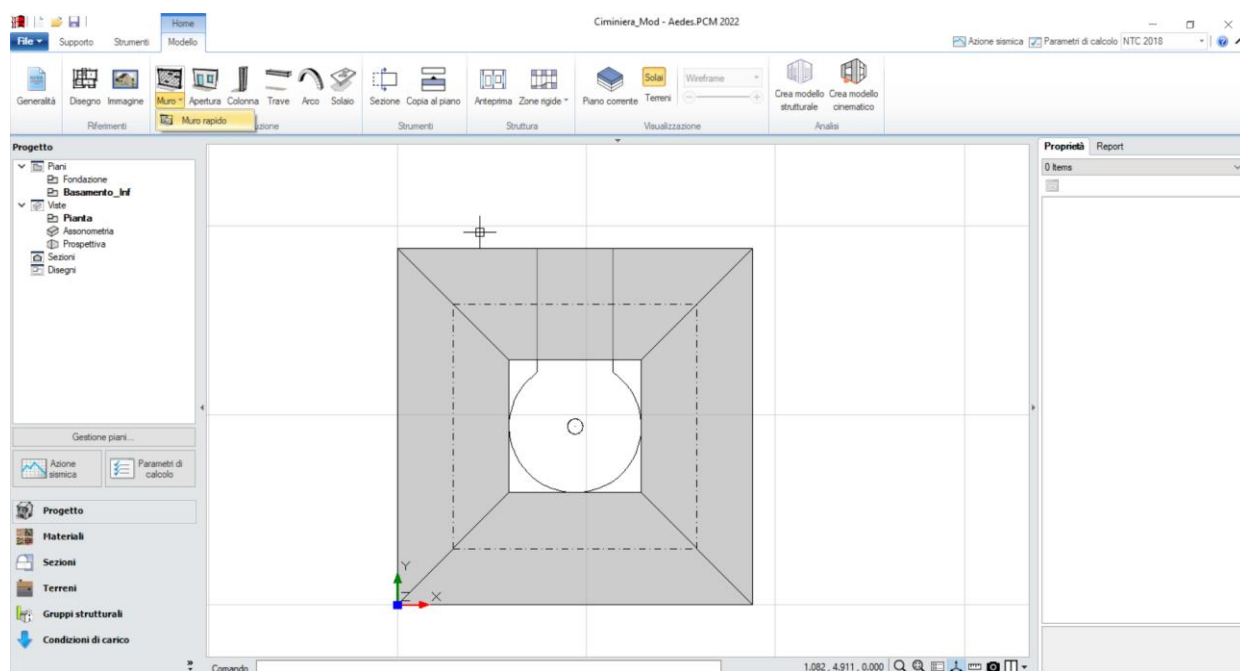 Ciminiera_Mod - Aedes.PCM 2022
Home
File Supporto Strumenti Modello
Azione sismica Parametri di calcolo NTC 2018
Generalità Disegno Immagine Muro Apertura Colonna Trave Arco Solaio Sezione Copia al piano Anteprima Zone rigide Piano corrente Solai Terreni Wireframe Crea modello strutturale Crea modello cinematico
Muro rapido
Riferimenti zione Strumenti Struttura Visualizzazione Analisi
Progetto
Piani
Fondazione
Basamento_Inf
Viste
Pianta
Assonometria
Prospettiva
Sezioni
Disegni
Gestione piani...
Azione sismica
Parametri di calcolo
Progetto
Materiali
Sezioni
Terreni
Gruppi strutturali
Condizioni di carico
Y
Z X
Comando
1.082 , 4.911 , 0.000
Proprietà Report
0 Items